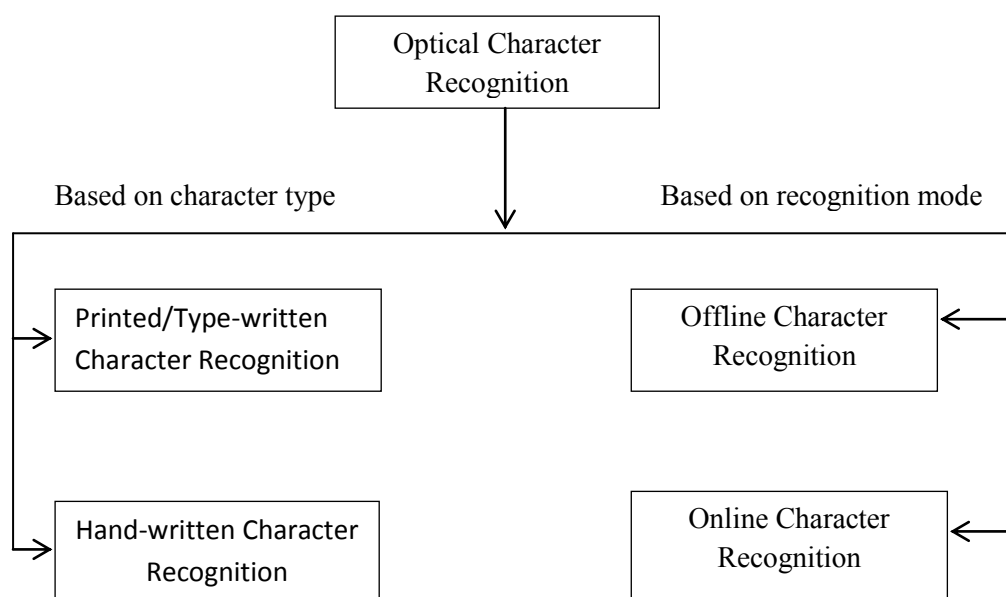 Optical Character
Recognition
Based on character type
Based on recognition mode
Printed/Type-written
Character Recognition
Offline Character
Recognition
Hand-written Character
Recognition
Online Character
Recognition